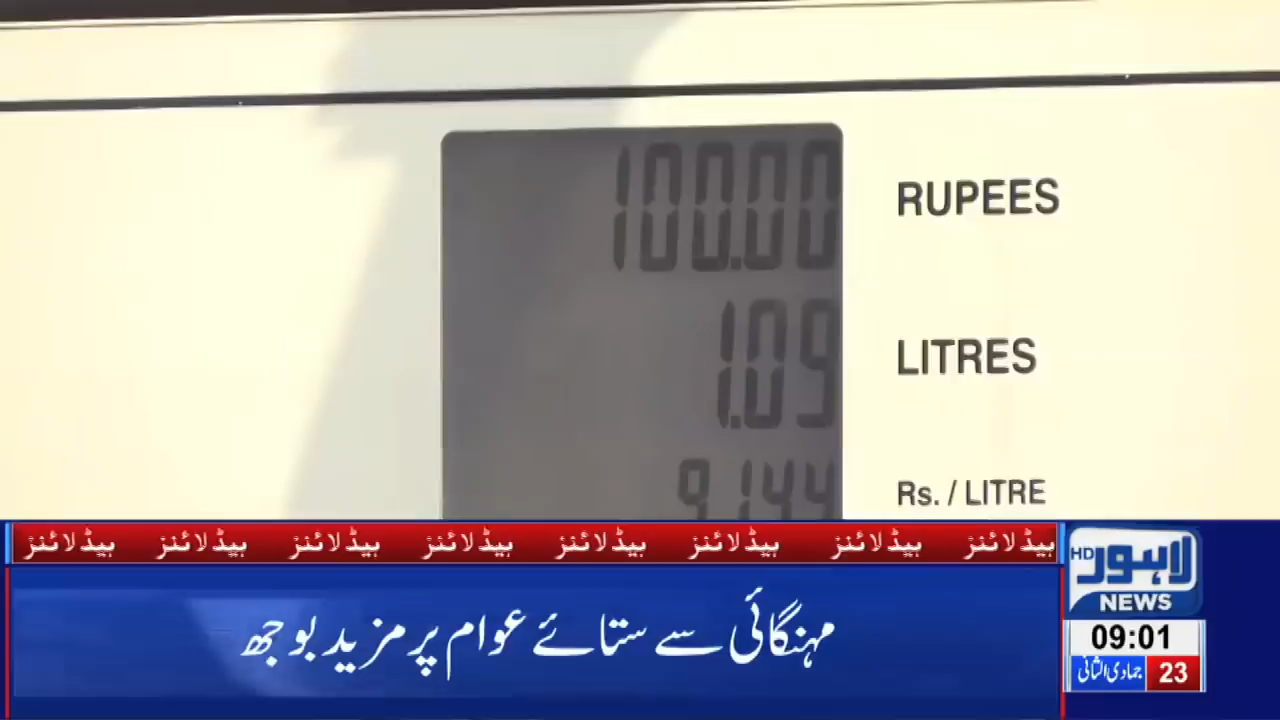 100.00 RUPEES
1.09 LITRES
Rs. / LITRE
ہیڈلائنز ہیڈلائنز ہیڈلائنز ہیڈلائنز ہیڈلائنز ہیڈلائنز ہیڈلائنز ہیڈلائنز
مہنگائی سے ستائے عوام پر مزید بوجھ
HD لاہور
NEWS
09:01
23 جمادی الثانی